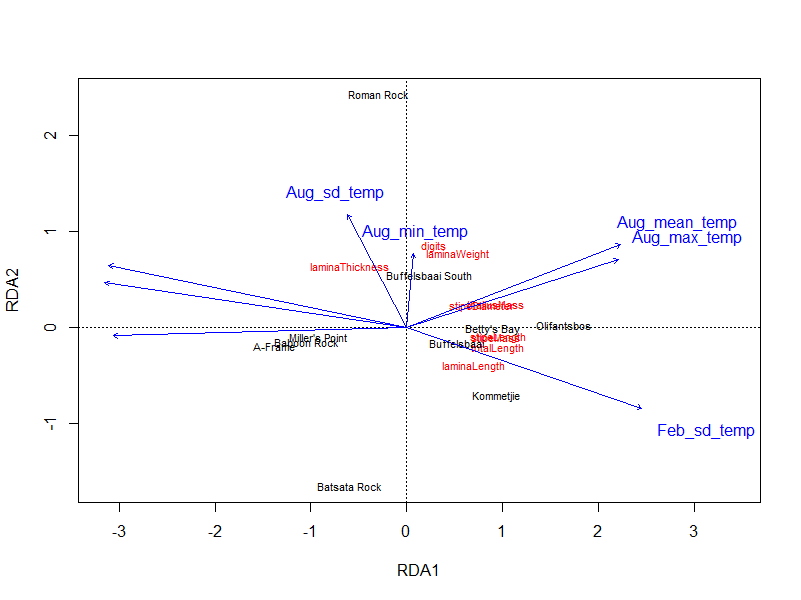 Roman Rock
2
Aug_sd_temp
Aug_mean_temp
Aug_min_temp
Aug_max_temp
digits
laminaWeight
1
laminaThickness
Buffelsbaai South
RDA2
0
Olifantsbos
Betty's Bay
Miller's Point
Baboon Rock
Buffelsbaai
A-Frame
totalLength
laminaLength
Kommetjie
-1
Feb_sd_temp
Batsata Rock
-3
-2
-1
0
1
2
3
RDA1